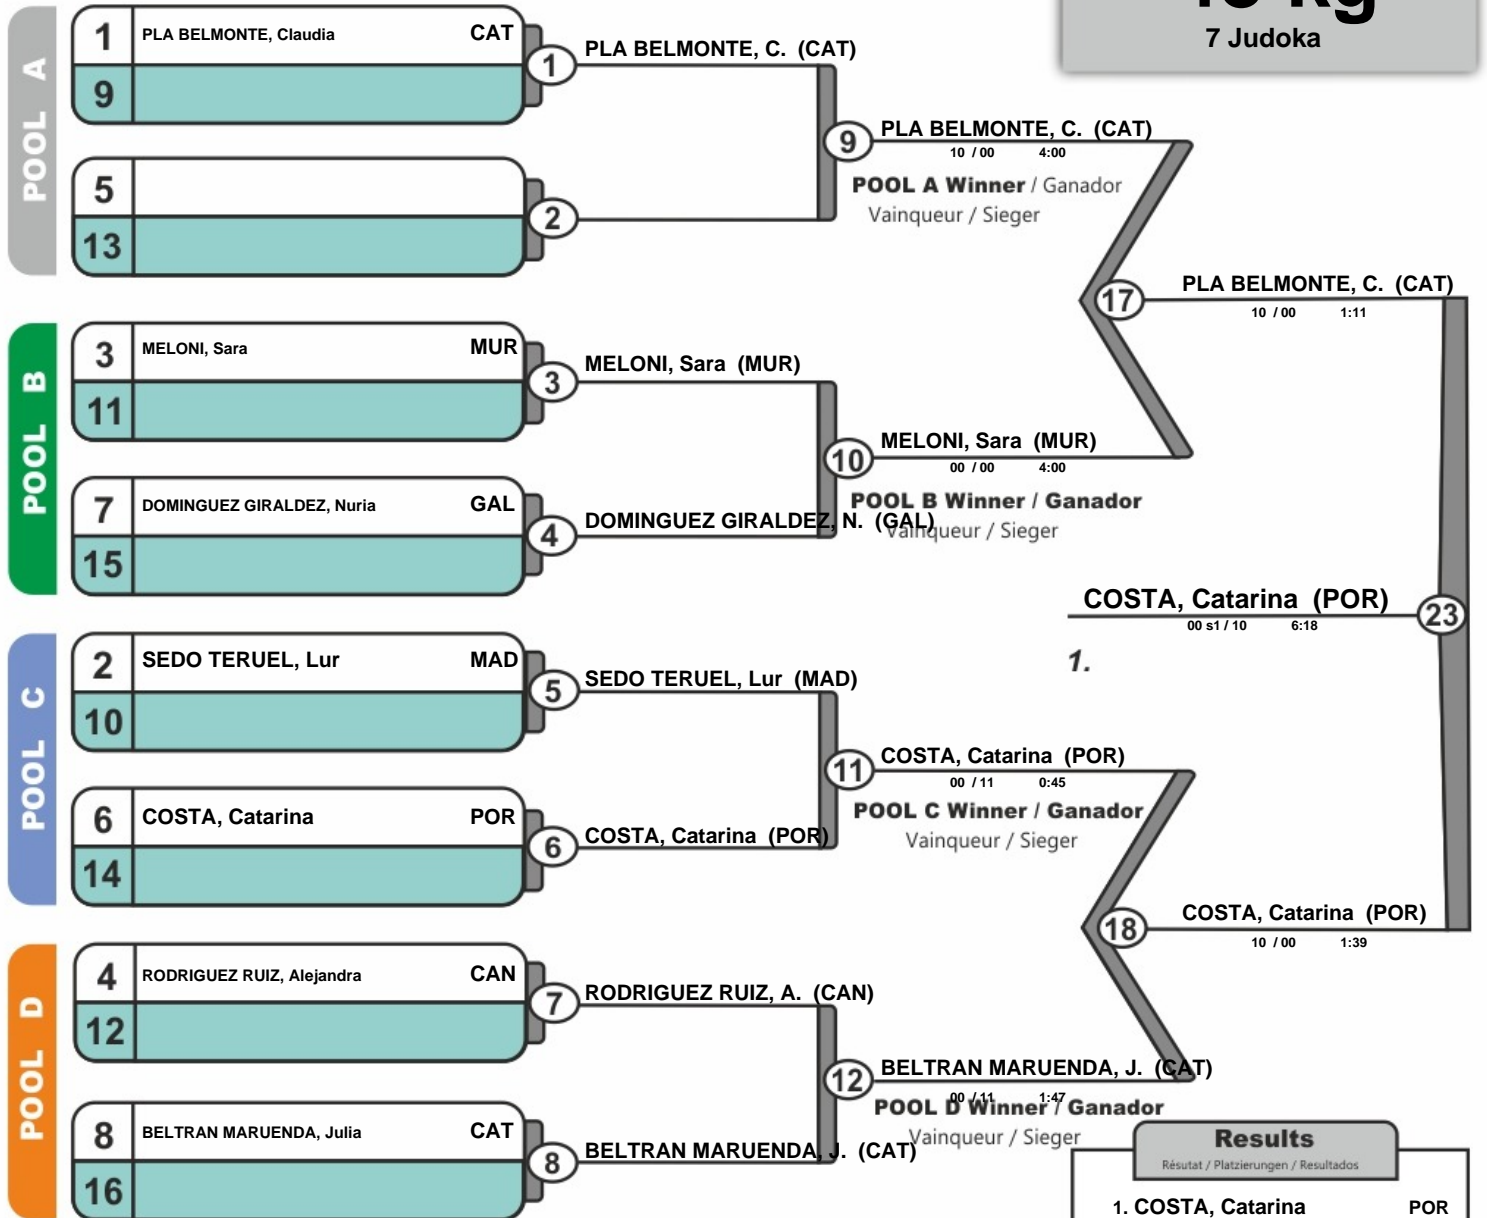 7 Judoka
POOL A
1 PLA BELMONTE, Claudia CAT
9
1 PLA BELMONTE, C. (CAT)
5
13
2
9 PLA BELMONTE, C. (CAT)
10 / 00 4:00
POOL A Winner / Ganador
Vainqueur / Sieger
POOL B
3 MELONI, Sara MUR
11
3 MELONI, Sara (MUR)
7 DOMINGUEZ GIRALDEZ, Nuria GAL
15
4 DOMINGUEZ GIRALDEZ, N. (GAL)
10 MELONI, Sara (MUR)
00 / 00 4:00
POOL B Winner / Ganador
Vainqueur / Sieger
17 PLA BELMONTE, C. (CAT)
10 / 00 1:11
COSTA, Catarina (POR) 23
00 s1 / 10 6:18
1.
POOL C
2 SEDO TERUEL, Lur MAD
10
5 SEDO TERUEL, Lur (MAD)
6 COSTA, Catarina POR
14
6 COSTA, Catarina (POR)
11 COSTA, Catarina (POR)
00 / 11 0:45
POOL C Winner / Ganador
Vainqueur / Sieger
18 COSTA, Catarina (POR)
10 / 00 1:39
POOL D
4 RODRIGUEZ RUIZ, Alejandra CAN
12
7 RODRIGUEZ RUIZ, A. (CAN)
8 BELTRAN MARUENDA, Julia CAT
16
8 BELTRAN MARUENDA, J. (CAT)
12 BELTRAN MARUENDA, J. (CAT)
00 / 11 1:47
POOL D Winner / Ganador
Vainqueur / Sieger
Results
Résutat / Platzierungen / Resultados
1. COSTA, Catarina POR